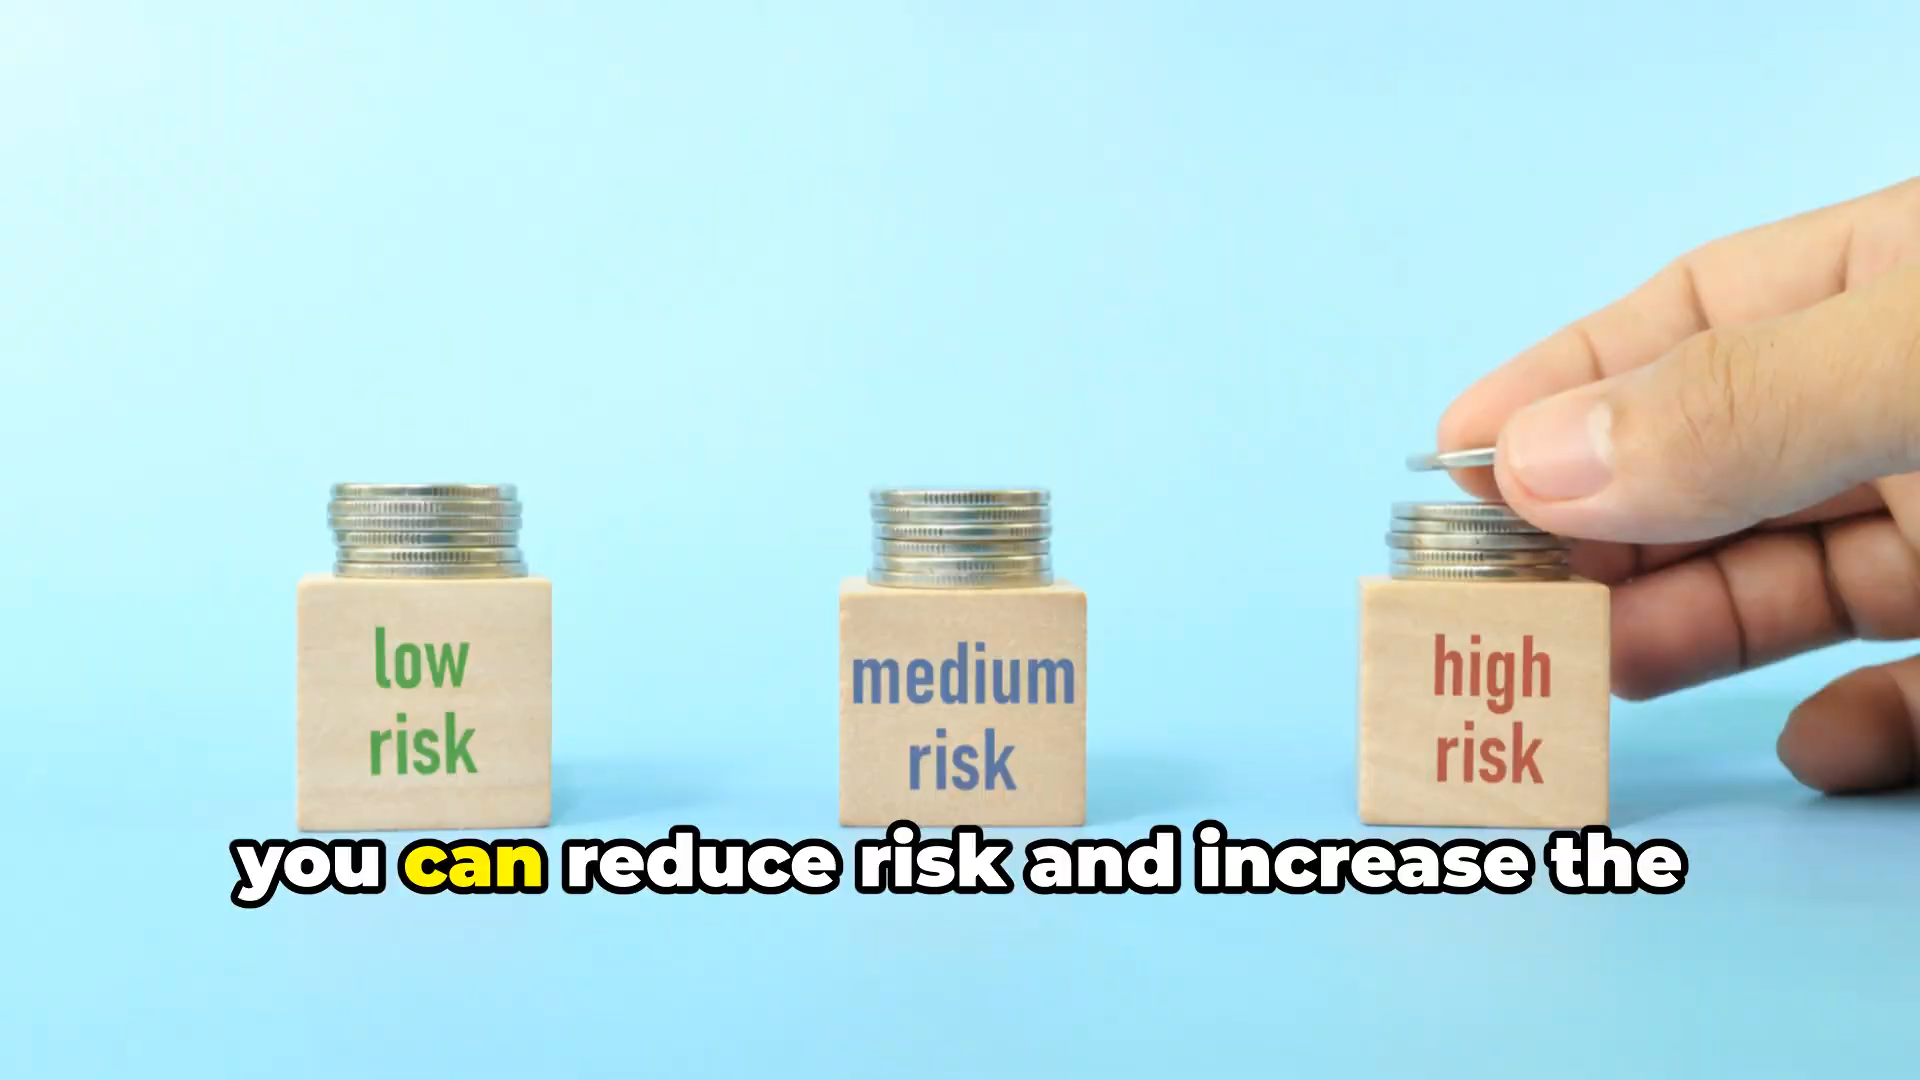 low
risk
medium
risk
high
risk
you can reduce risk and increase the